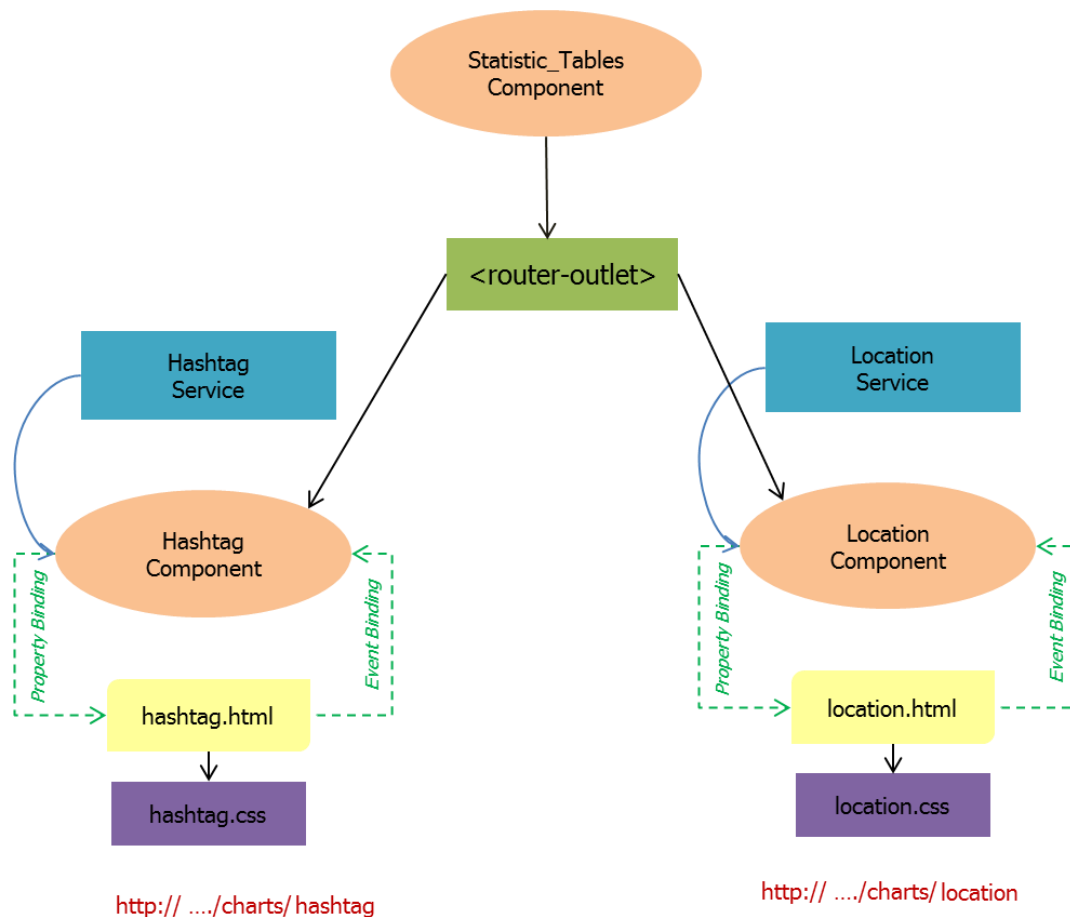 Statistic_Tables
Component
<router-outlet>
Hashtag
Service
Location
Service
Hashtag
Component
Location
Component
Property Binding
Event Binding
Property Binding
Event Binding
hashtag.html
location.html
hashtag.css
location.css
http:// …./charts/ hashtag
http:// …./charts/ location